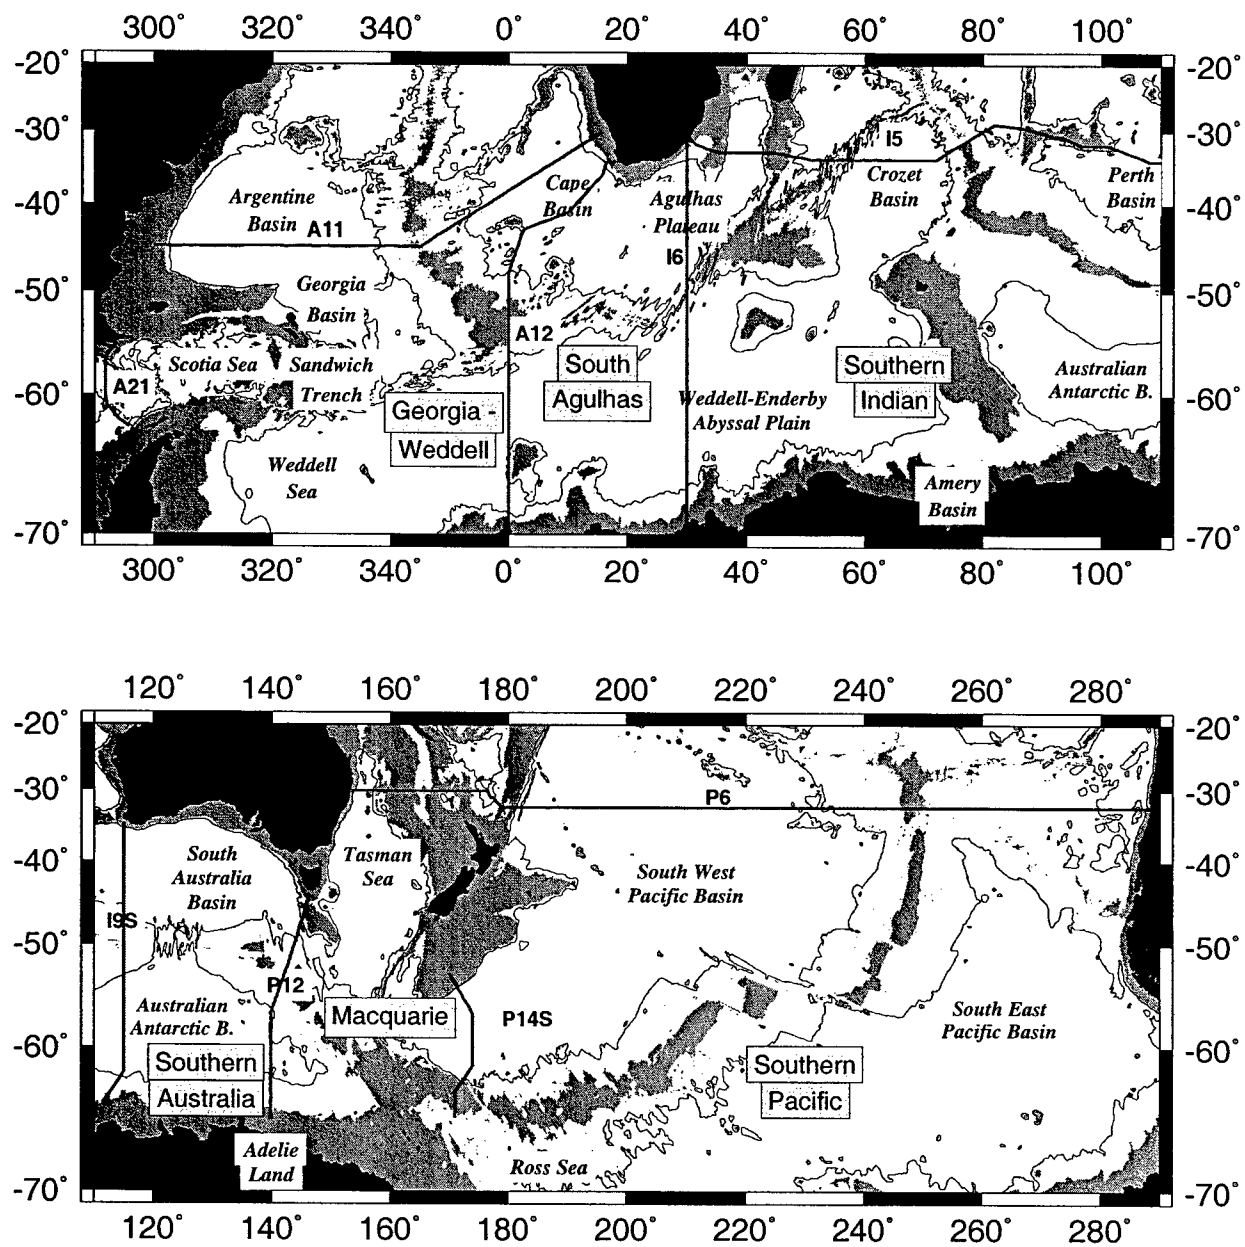 300° 320° 340° 0° 20° 40° 60° 80° 100°
-20° -20°
-30° -30°
I5
Argentine Basin
Cape Basin
Agulhas Plateau
Crozet Basin
Perth Basin
-40° -40°
A11
I6
Georgia Basin
-50° -50°
A12
Scotia Sea
Sandwich Trench
South Agulhas
Southern Indian
Australian Antarctic B.
A21
-60° -60°
Georgia - Weddell
Weddell-Enderby Abyssal Plain
Weddell Sea
Amery Basin
-70° -70°
300° 320° 340° 0° 20° 40° 60° 80° 100°
120° 140° 160° 180° 200° 220° 240° 260° 280°
-20° -20°
-30° -30°
P6
South Australia Basin
Tasman Sea
South West Pacific Basin
-40° -40°
I9S
-50° -50°
P12
Australian Antarctic B.
Macquarie
P14S
South East Pacific Basin
-60° -60°
Southern Australia
Southern Pacific
Adelie Land
Ross Sea
-70° -70°
120° 140° 160° 180° 200° 220° 240° 260° 280°